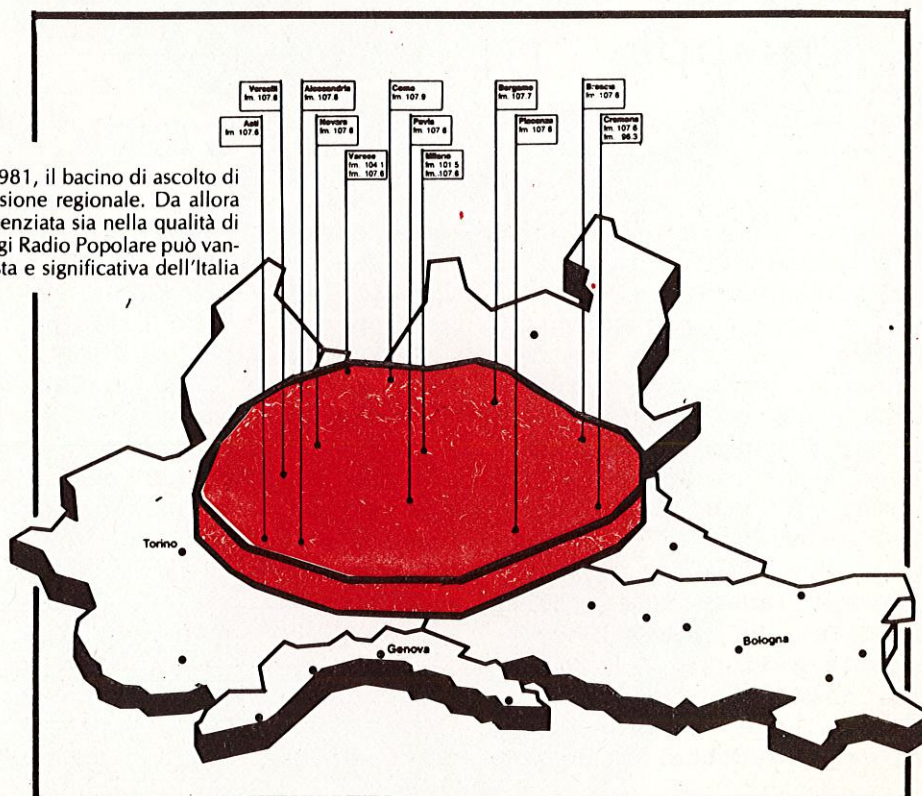 Vercelli
fm. 107.6
Alessandria
fm. 107.6
Como
fm. 107.9
Bergamo
fm. 107.7
Brescia
fm 107.6
Asti
fm. 107.6
Novara
fm. 107.6
Pavia
fm. 107.6
Piacenza
fm 107.6
Cremona
fm. 107.6
fm. 96.3
Varese
fm. 104.1
fm. 107.6
Milano
fm 101.5
fm. 107.6
981, il bacino di ascolto di
sione regionale. Da allora
enziata sia nella qualità di
gi Radio Popolare può van-
sta e significativa dell'Italia
Torino
Genova
Bologna